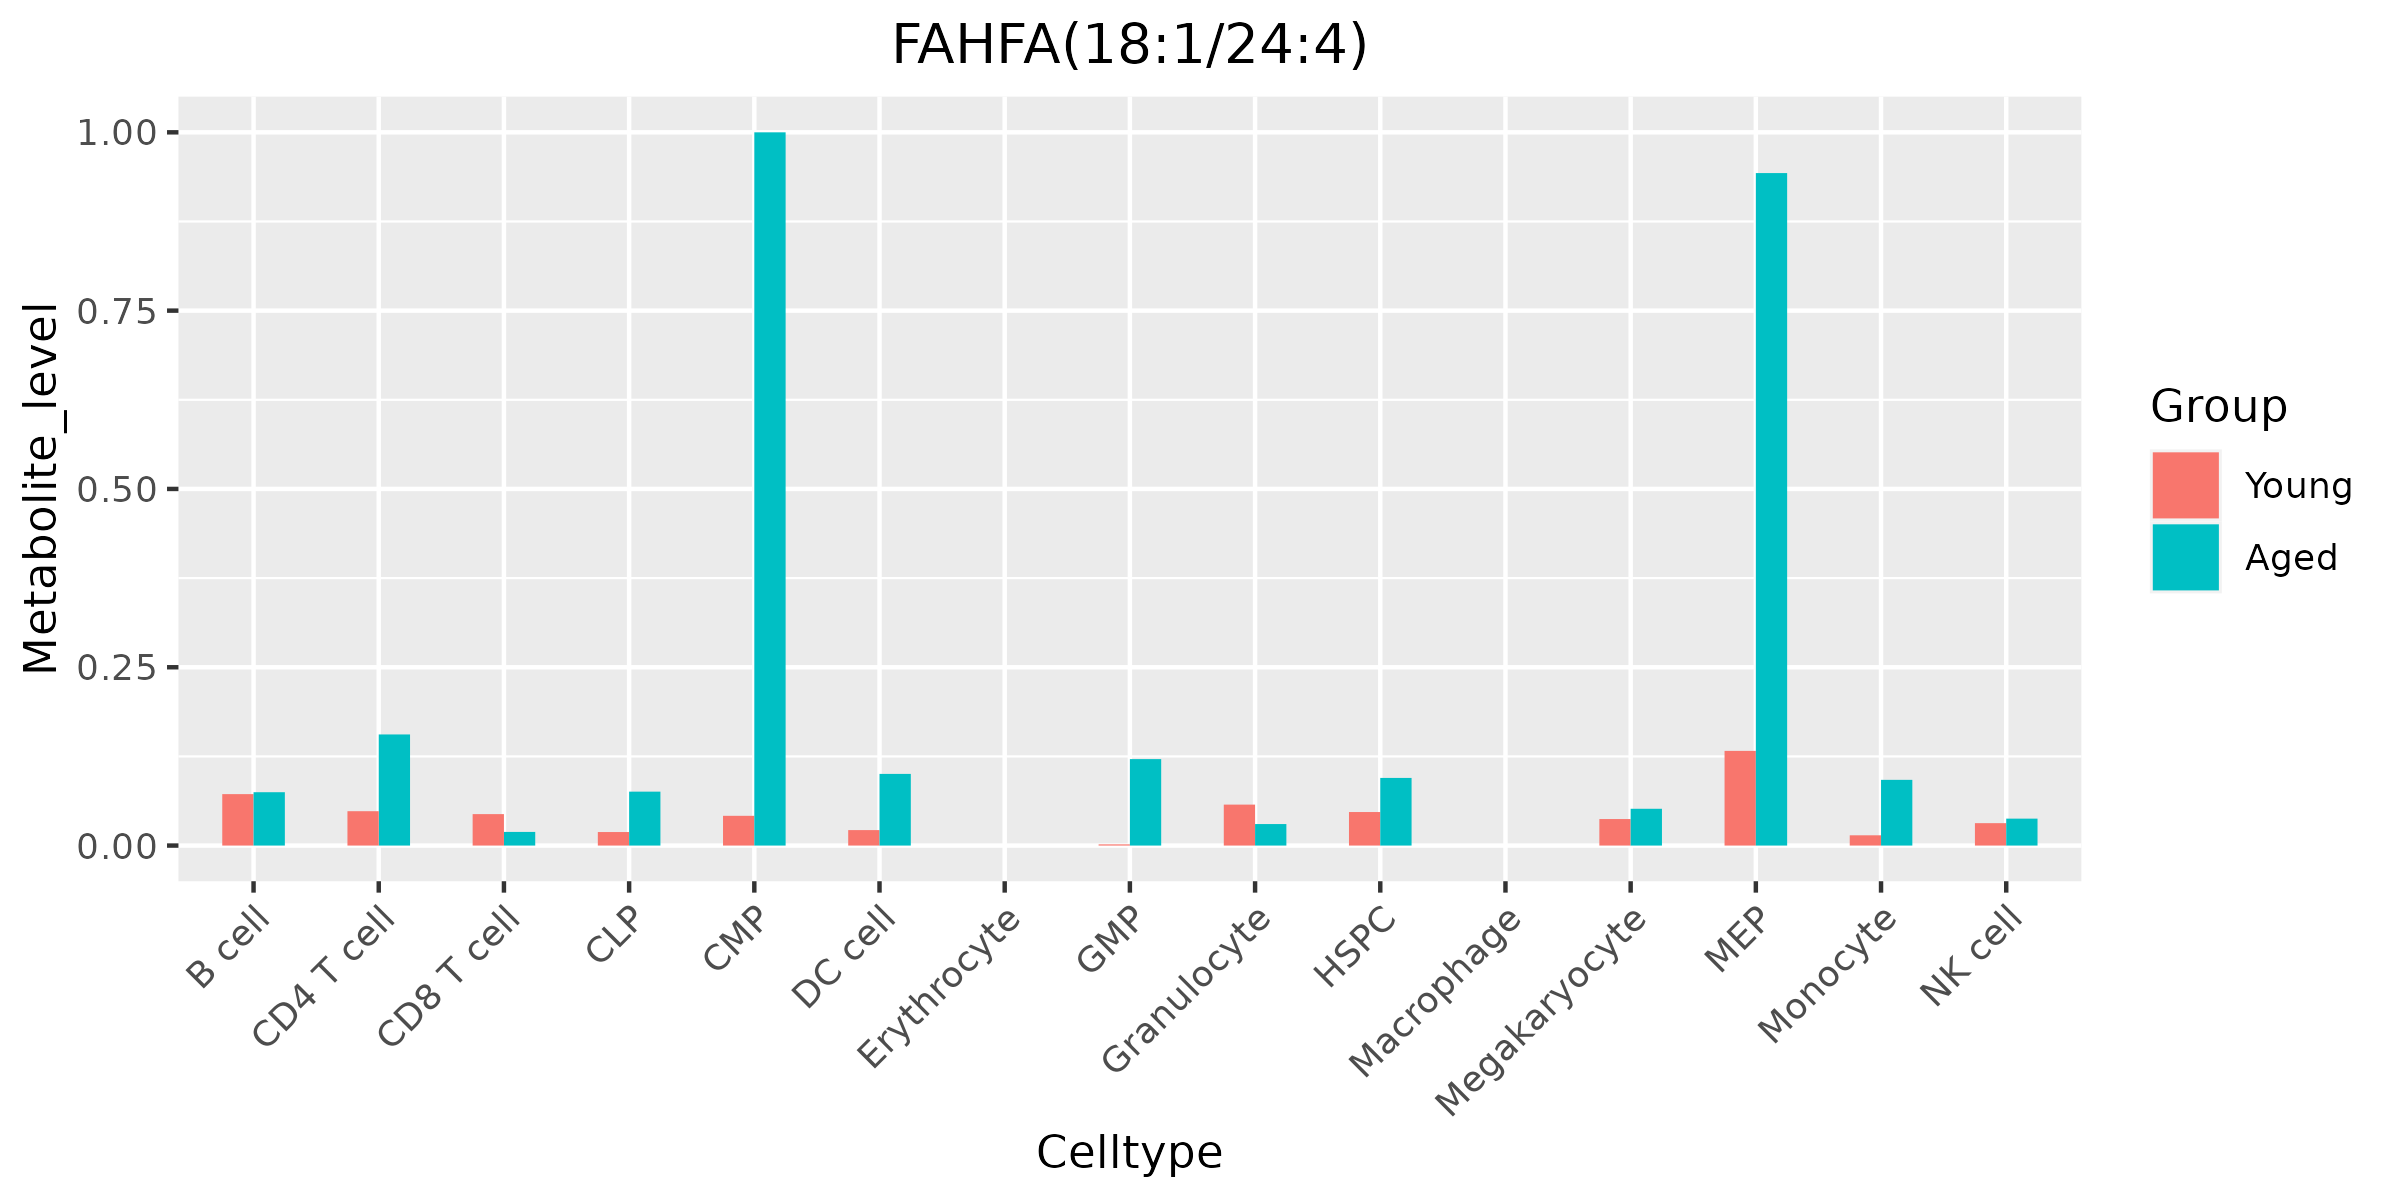 FAHFA(18:1/24:4)
Metabolite_level
1.00
0.75
0.50
0.25
0.00
B cell
CD4 T cell
CD8 T cell
CLP
CMP
DC cell
Erythrocyte
GMP
Granulocyte
HSPC
Macrophage
Megakaryocyte
MEP
Monocyte
NK cell
Celltype
Group
Young
Aged